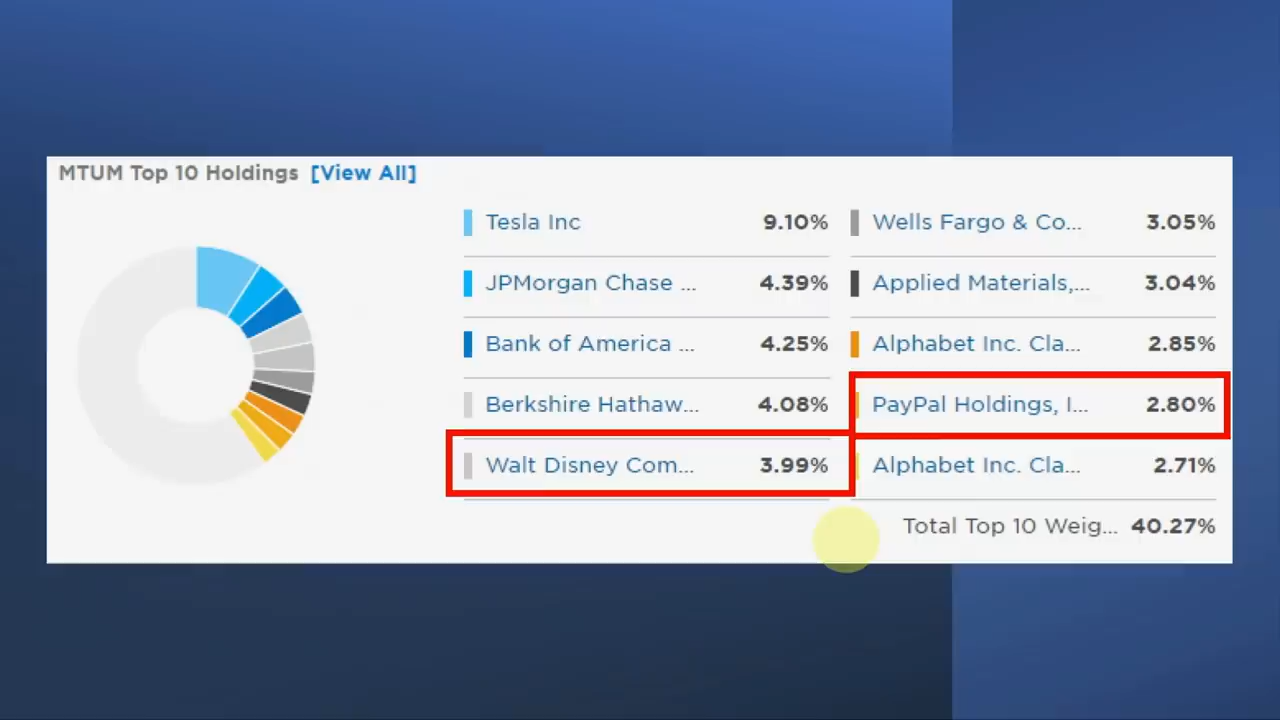 MTUM Top 10 Holdings [View All]
Tesla Inc 9.10%
JPMorgan Chase ... 4.39%
Bank of America ... 4.25%
Berkshire Hathaw... 4.08%
Walt Disney Com... 3.99%
Wells Fargo & Co... 3.05%
Applied Materials,... 3.04%
Alphabet Inc. Cla... 2.85%
PayPal Holdings, I... 2.80%
Alphabet Inc. Cla... 2.71%
Total Top 10 Weig... 40.27%